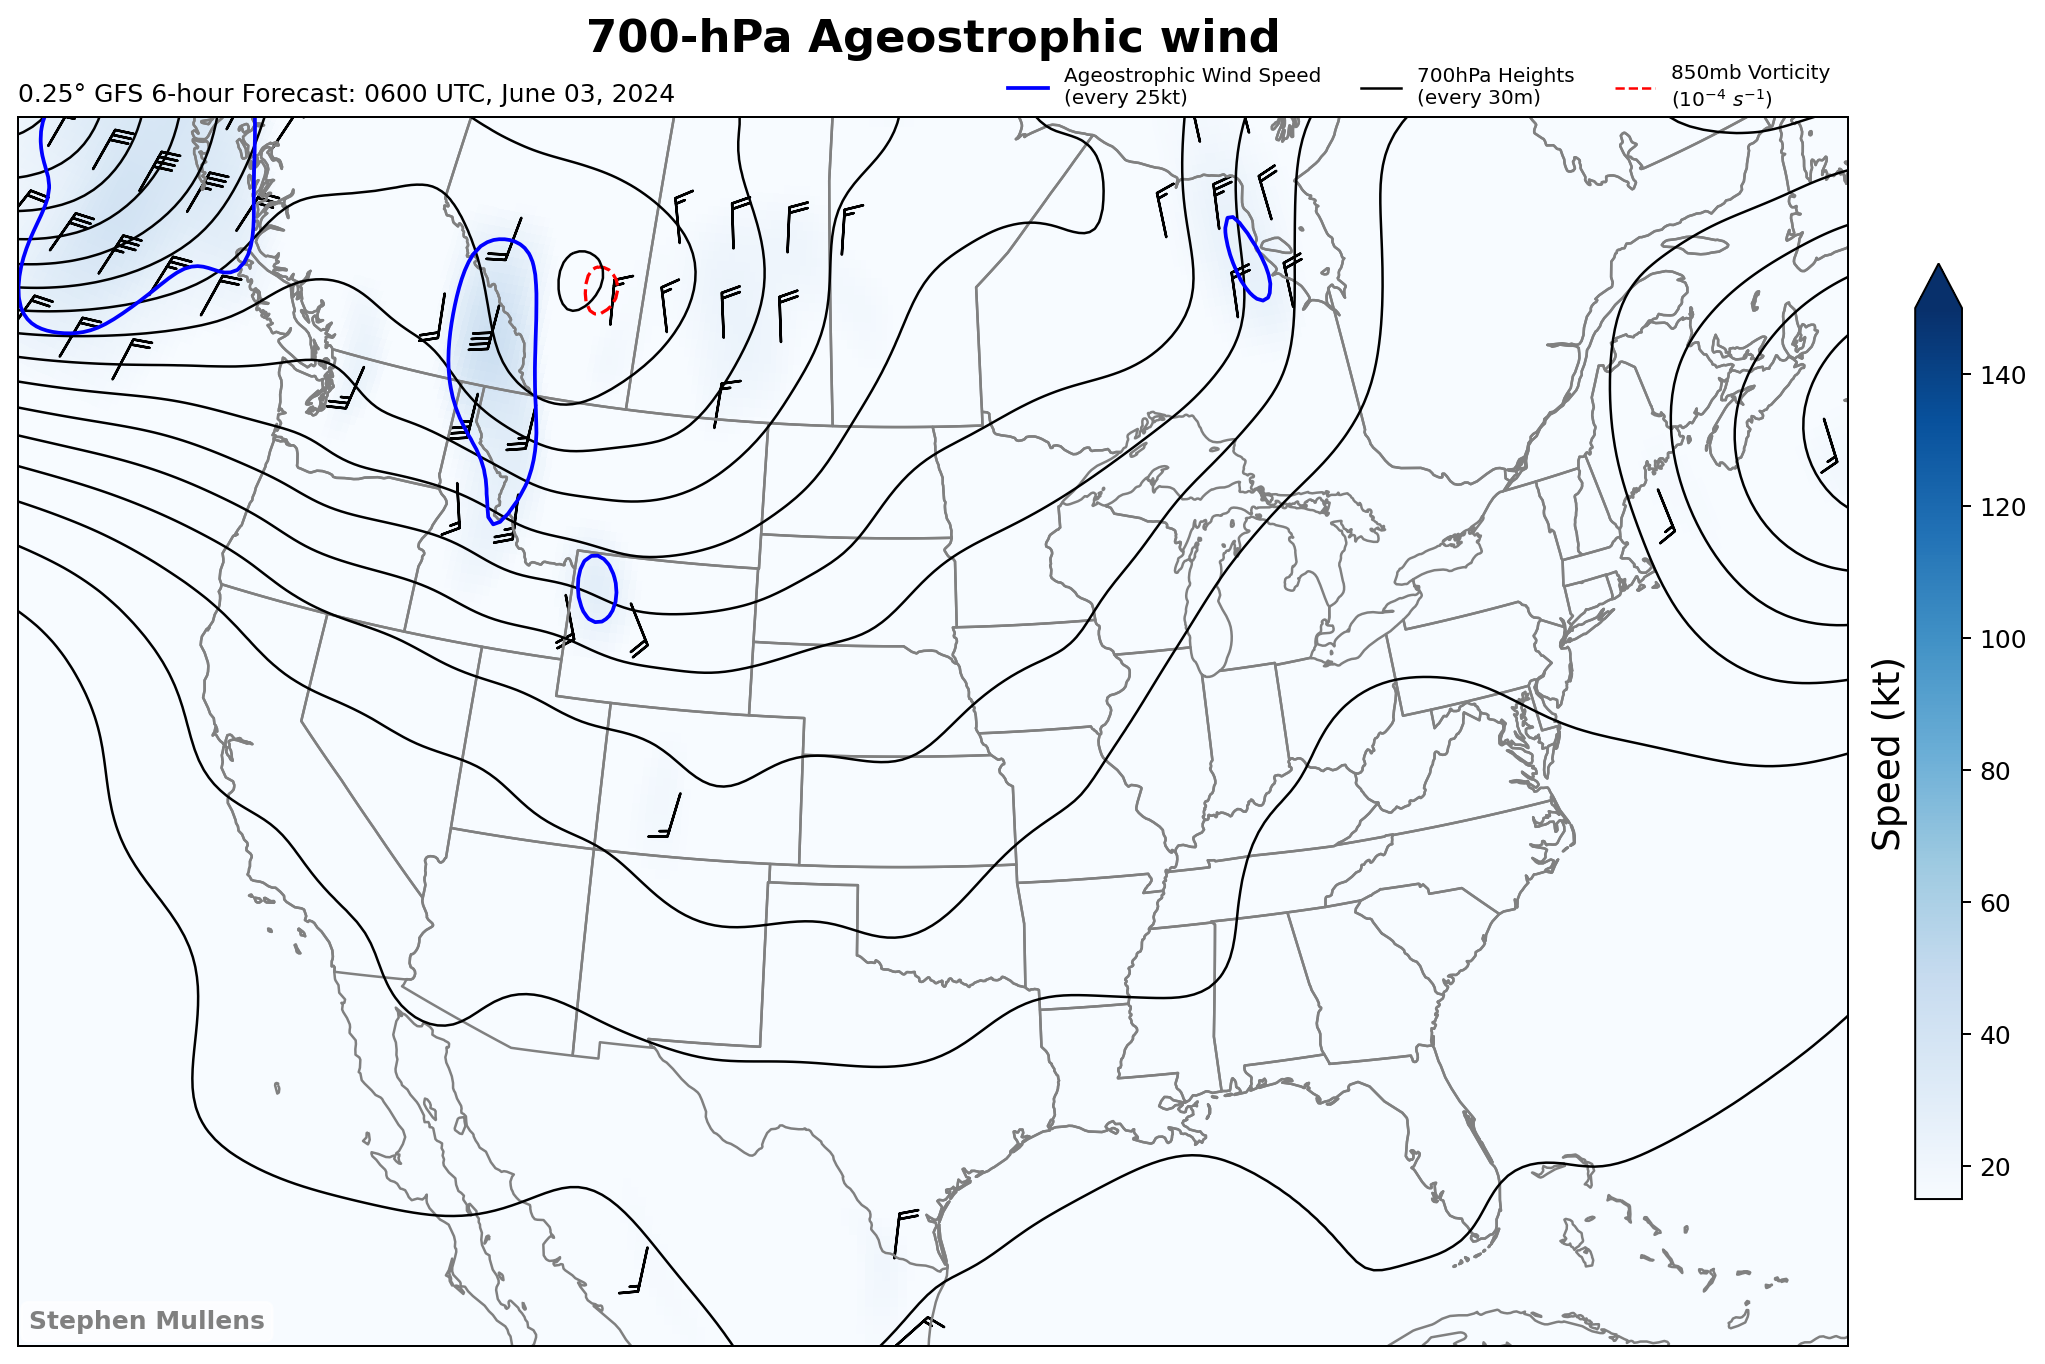 700-hPa Ageostrophic wind
0.25° GFS 6-hour Forecast: 0600 UTC, June 03, 2024
Ageostrophic Wind Speed
(every 25kt)
700hPa Heights
(every 30m)
850mb Vorticity
(10⁻⁴ s⁻¹)
140
120
100
80
60
40
20
Speed (kt)
Stephen Mullens